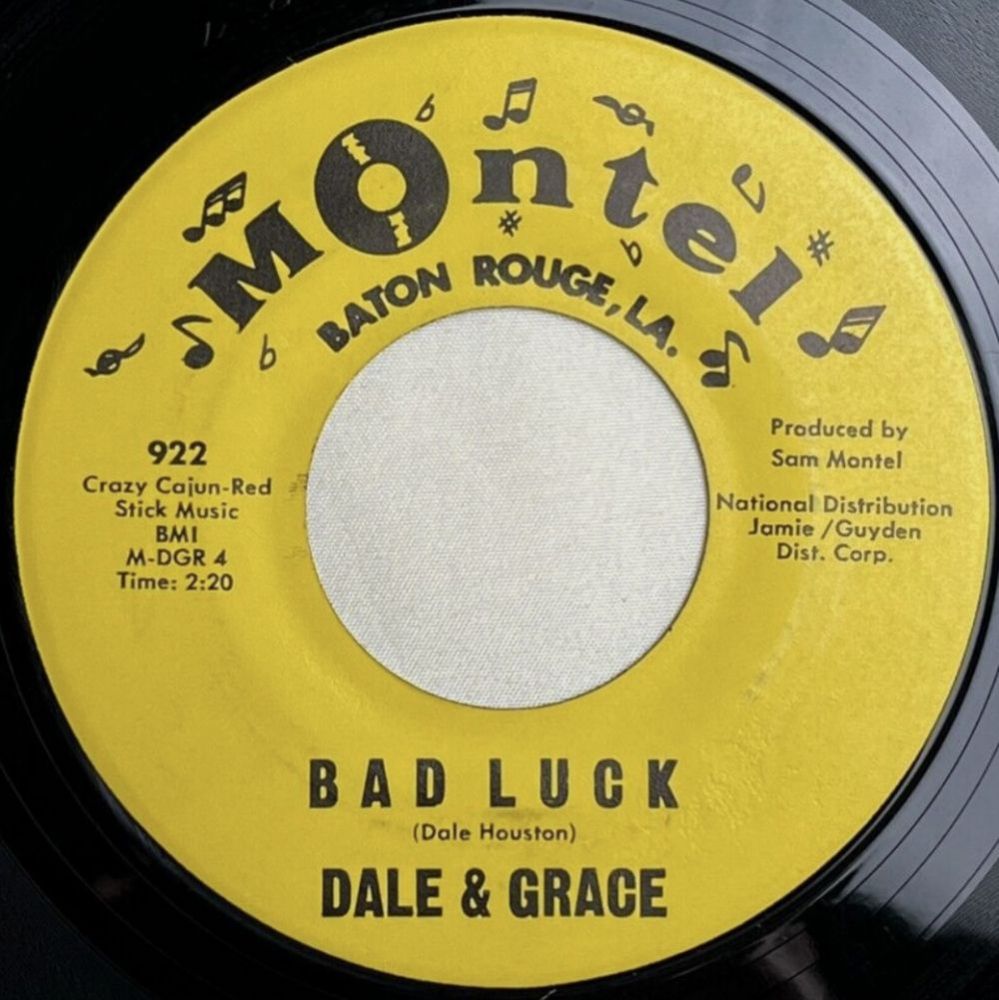 Montel
BATON ROUGE, LA.
922
Crazy Cajun-Red
Stick Music
BMI
M-DGR 4
Time: 2:20
Produced by
Sam Montel
National Distribution
Jamie / Guyden
Dist. Corp.
BAD LUCK
(Dale Houston)
DALE & GRACE